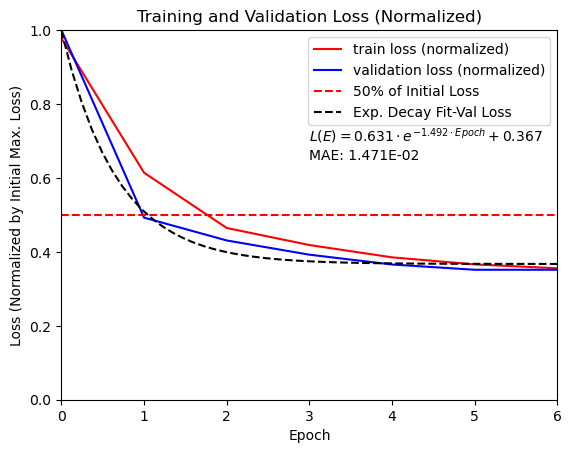 Training and Validation Loss (Normalized)
Loss (Normalized by Initial Max. Loss)
1.0
0.8
0.6
0.4
0.2
0.0
train loss (normalized)
validation loss (normalized)
50% of Initial Loss
Exp. Decay Fit-Val Loss
L(E) = 0.631 · e^{-1.492 · Epoch} + 0.367
MAE: 1.471E-02
0 1 2 3 4 5 6
Epoch